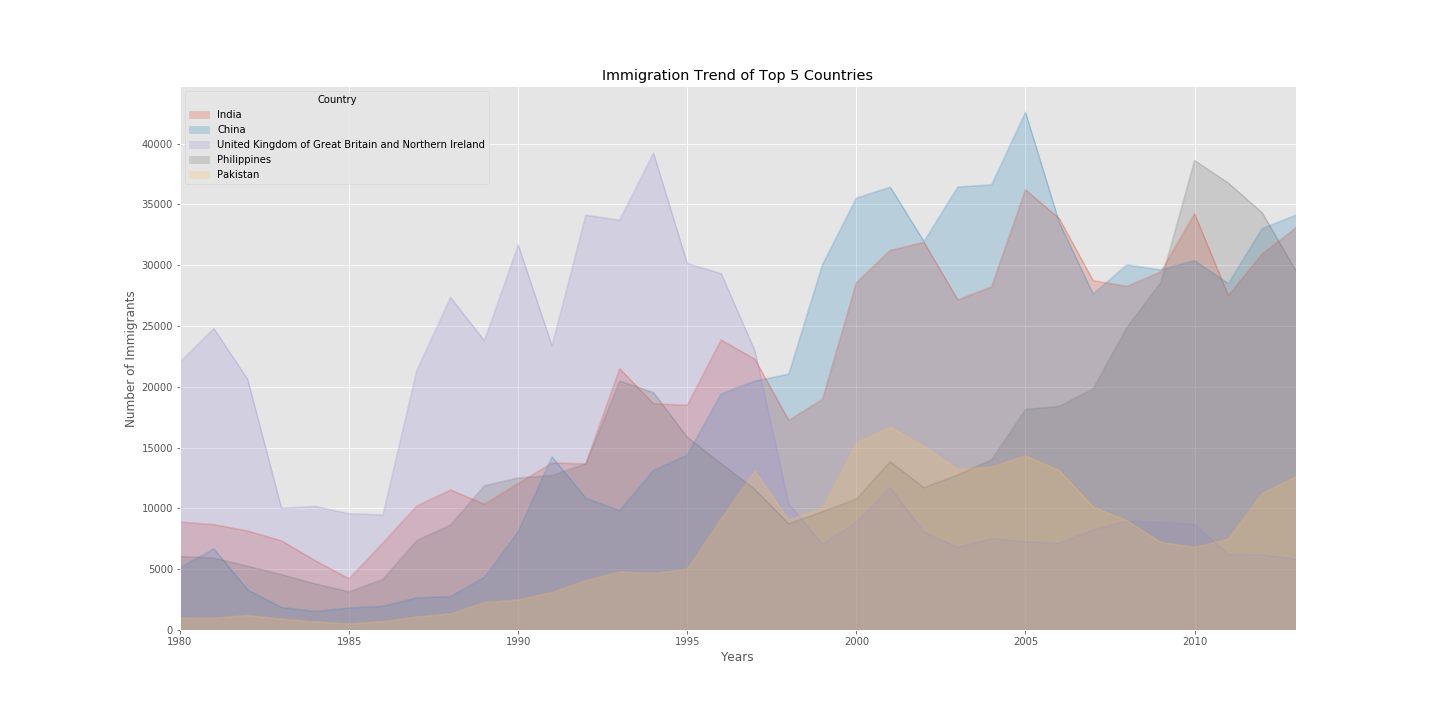 Immigration Trend of Top 5 Countries
Country
India
China
United Kingdom of Great Britain and Northern Ireland
Philippines
Pakistan
Number of Immigrants
40000
35000
30000
25000
20000
15000
10000
5000
0
1980
1985
1990
1995
2000
2005
2010
Years